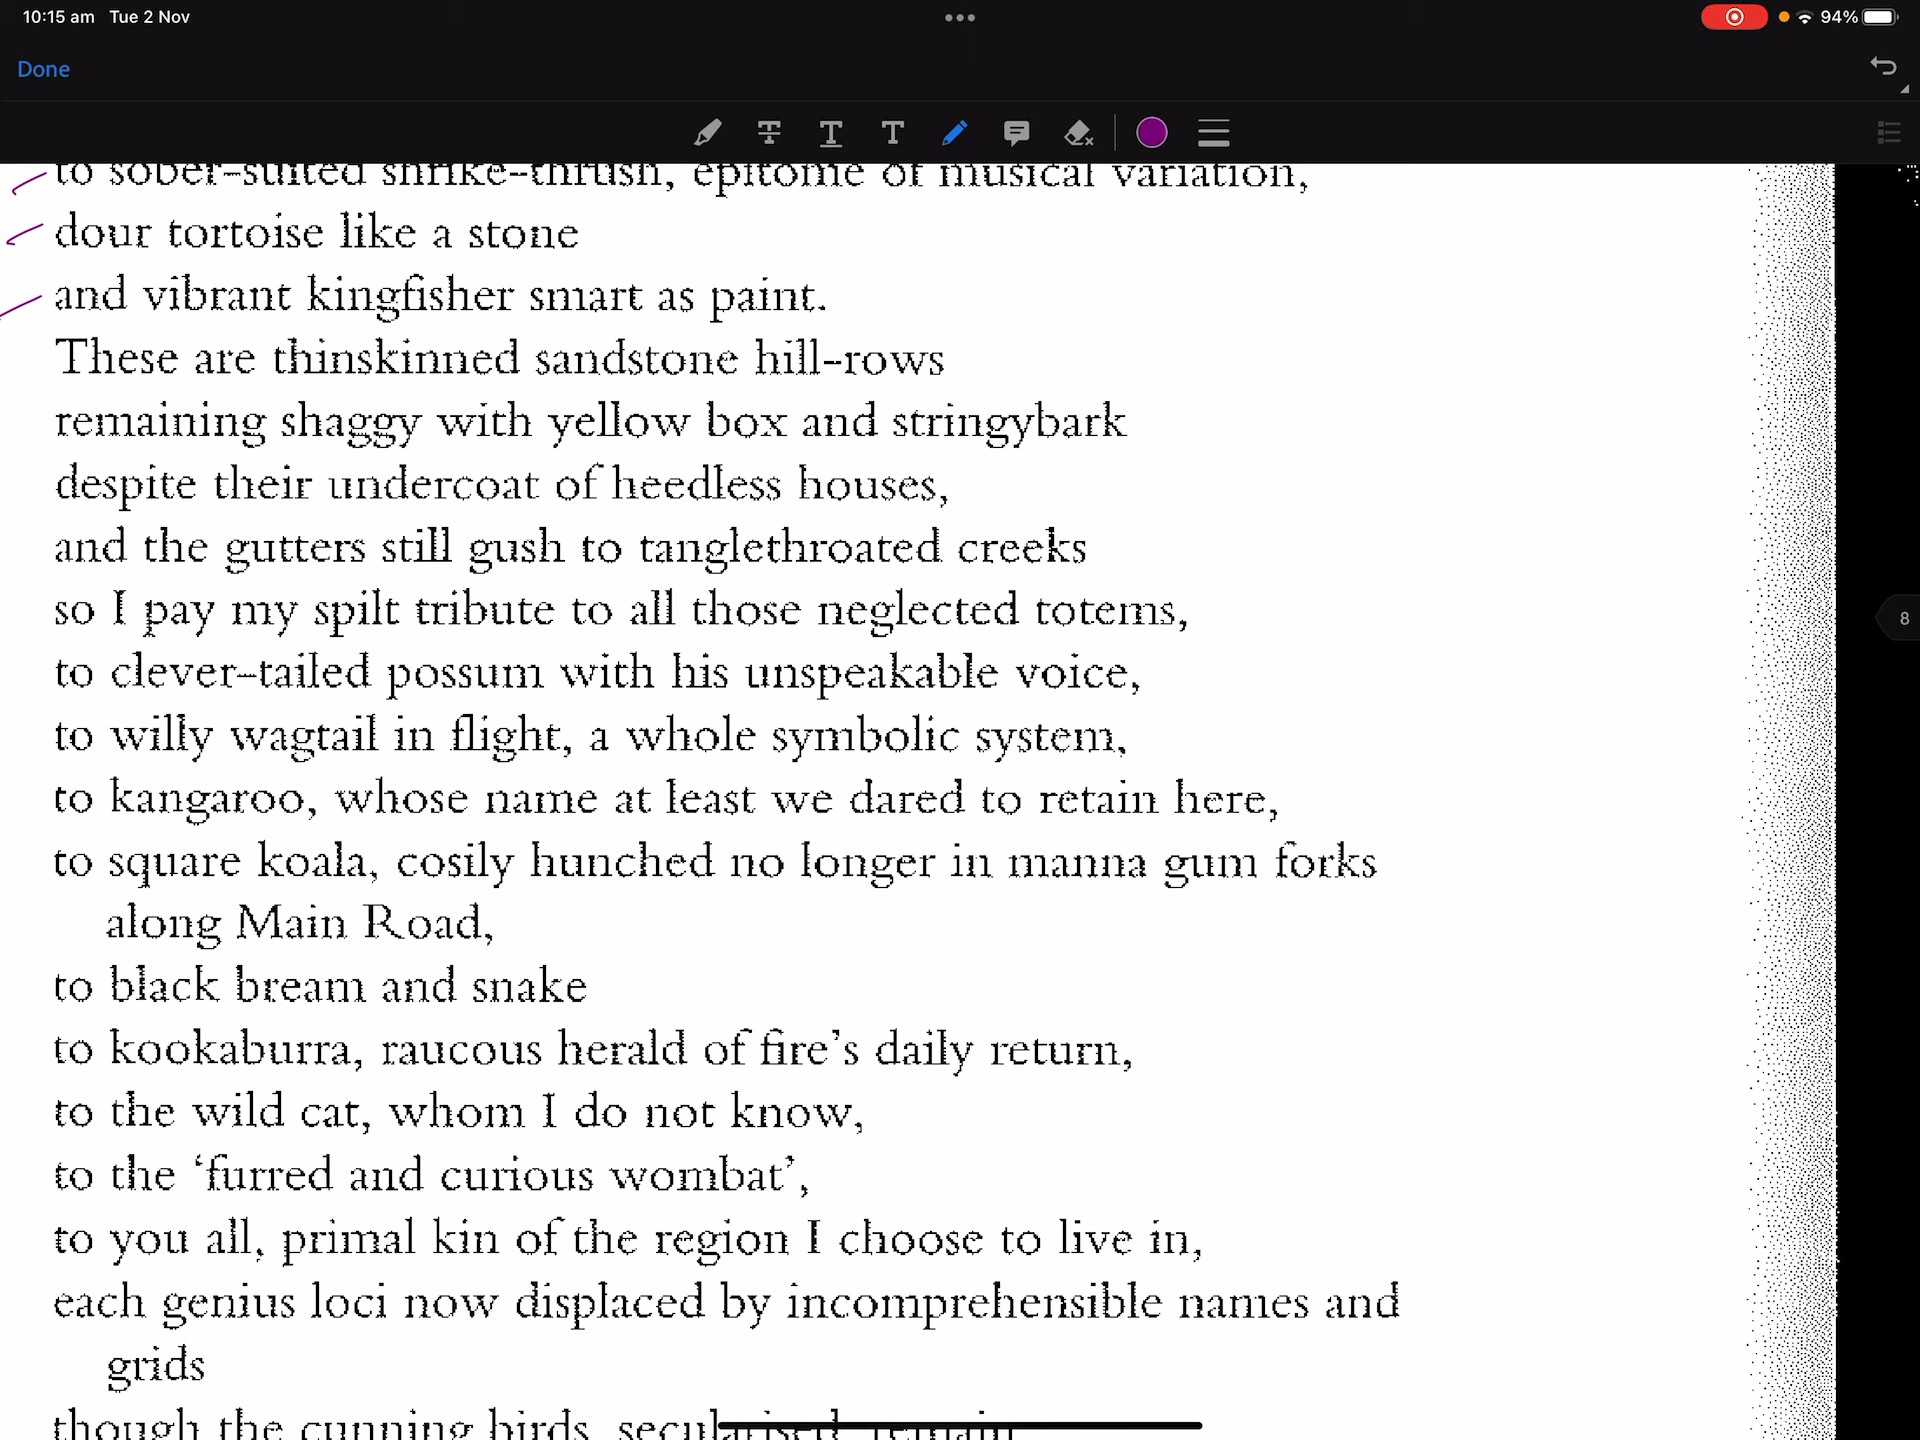 10:15 am Tue 2 Nov
94%
Done
to sober-suited shrike-thrush, epitome of musical variation,
dour tortoise like a stone
and vibrant kingfisher smart as paint.
These are thinskinned sandstone hill-rows
remaining shaggy with yellow box and stringybark
despite their undercoat of heedless houses,
and the gutters still gush to tanglethroated creeks
so I pay my spilt tribute to all those neglected totems,
to clever-tailed possum with his unspeakable voice,
to willy wagtail in flight, a whole symbolic system,
to kangaroo, whose name at least we dared to retain here,
to square koala, cosily hunched no longer in manna gum forks
along Main Road,
to black bream and snake
to kookaburra, raucous herald of fire's daily return,
to the wild cat, whom I do not know,
to the ‘furred and curious wombat’,
to you all, primal kin of the region I choose to live in,
each genius loci now displaced by incomprehensible names and
grids
though the cunning birds, secularised, remain
8